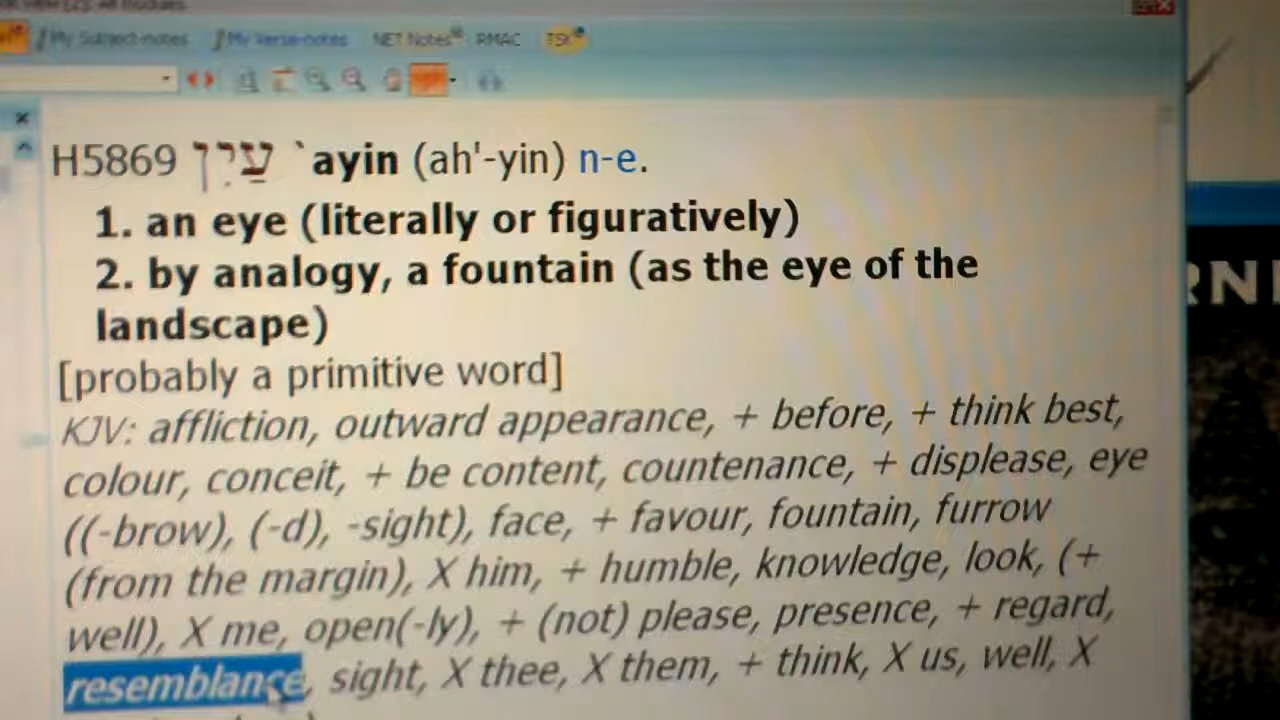 My Subject-notes My Verse-notes NET Notes RMAC TSK
H5869 עַיִן `ayin (ah'-yin) n-e.
1. an eye (literally or figuratively)
2. by analogy, a fountain (as the eye of the
landscape)
[probably a primitive word]
KJV: affliction, outward appearance, + before, + think best,
colour, conceit, + be content, countenance, + displease, eye
((-brow), (-d), -sight), face, + favour, fountain, furrow
(from the margin), X him, + humble, knowledge, look, (+
well), X me, open(-ly), + (not) please, presence, + regard,
resemblance, sight, X thee, X them, + think, X us, well, X
RN